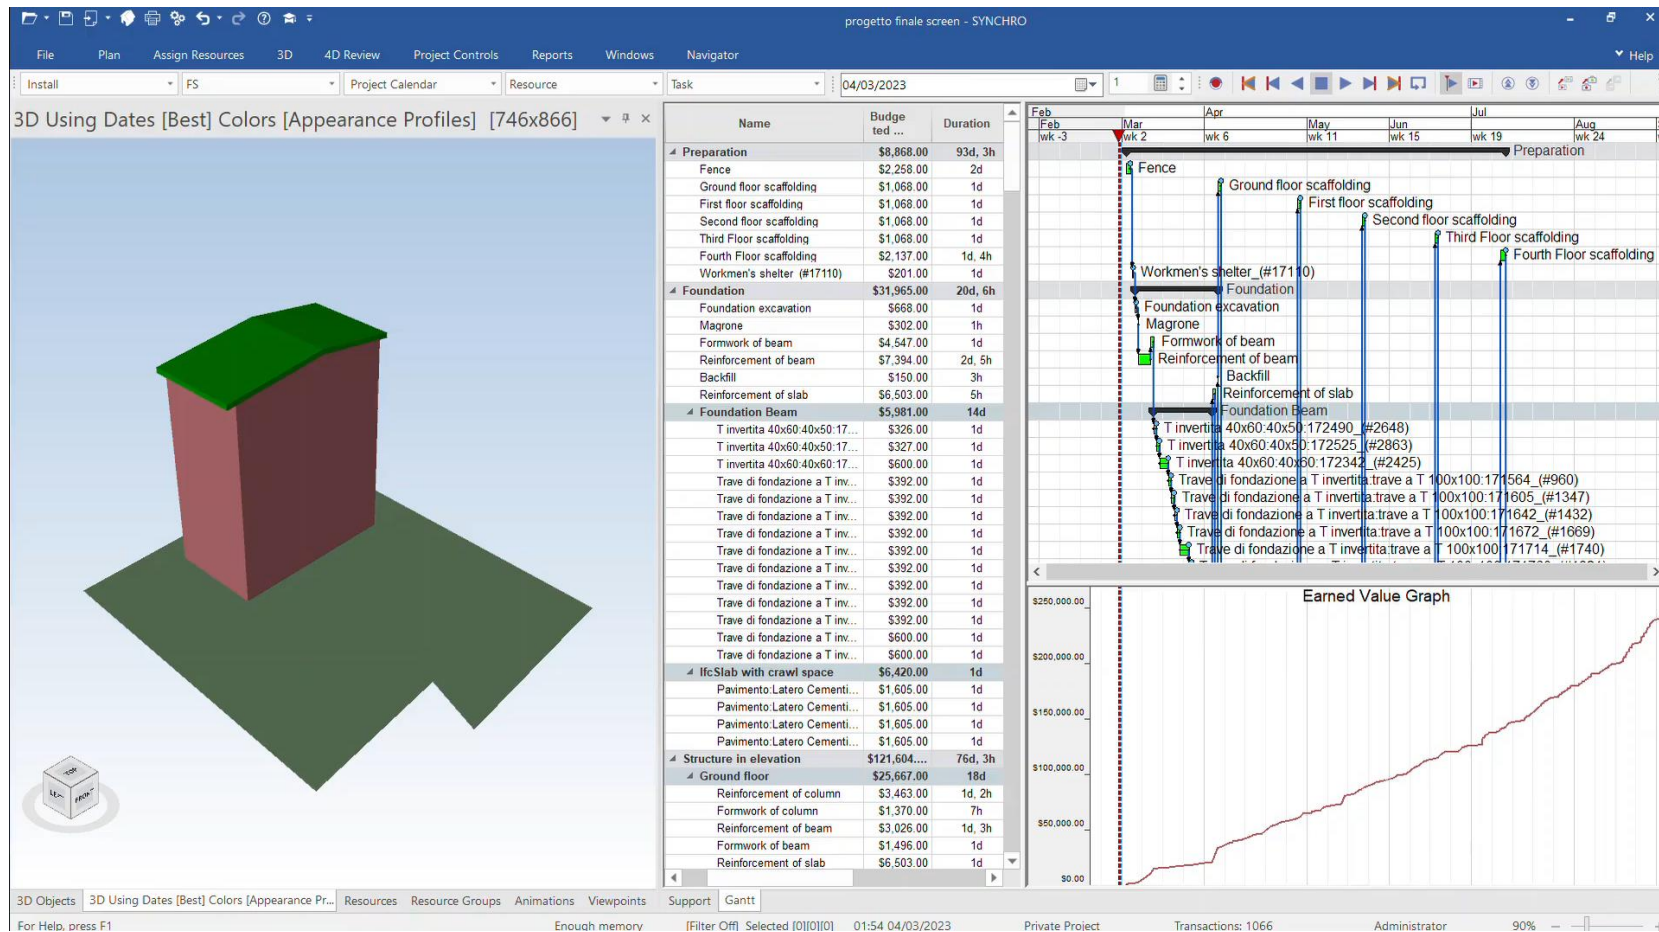 progetto finale screen - SYNCHRO
File Plan Assign Resources 3D 4D Review Project Controls Reports Windows Navigator Help
Install FS Project Calendar Resource Task 04/03/2023 1
3D Using Dates [Best] Colors [Appearance Profiles] [746x866]
TOP
LEFT FRONT
Name Budge ted ... Duration
Preparation $8,868.00 93d, 3h
Fence $2,258.00 2d
Ground floor scaffolding $1,068.00 1d
First floor scaffolding $1,068.00 1d
Second floor scaffolding $1,068.00 1d
Third Floor scaffolding $1,068.00 1d
Fourth Floor scaffolding $2,137.00 1d, 4h
Workmen's shelter (#17110) $201.00 1d
Foundation $31,965.00 20d, 6h
Foundation excavation $668.00 1d
Magrone $302.00 1h
Formwork of beam $4,547.00 1d
Reinforcement of beam $7,394.00 2d, 5h
Backfill $150.00 3h
Reinforcement of slab $6,503.00 5h
Foundation Beam $5,981.00 14d
T invertita 40x60:40x50:17... $326.00 1d
T invertita 40x60:40x50:17... $327.00 1d
T invertita 40x60:40x60:17... $600.00 1d
Trave di fondazione a T inv... $392.00 1d
Trave di fondazione a T inv... $392.00 1d
Trave di fondazione a T inv... $392.00 1d
Trave di fondazione a T inv... $392.00 1d
Trave di fondazione a T inv... $392.00 1d
Trave di fondazione a T inv... $392.00 1d
Trave di fondazione a T inv... $392.00 1d
Trave di fondazione a T inv... $392.00 1d
Trave di fondazione a T inv... $392.00 1d
Trave di fondazione a T inv... $600.00 1d
Trave di fondazione a T inv... $600.00 1d
IfcSlab with crawl space $6,420.00 1d
Pavimento:Latero Cementi... $1,605.00 1d
Pavimento:Latero Cementi... $1,605.00 1d
Pavimento:Latero Cementi... $1,605.00 1d
Pavimento:Latero Cementi... $1,605.00 1d
Structure in elevation $121,604.... 76d, 3h
Ground floor $25,667.00 18d
Reinforcement of column $3,463.00 1d, 2h
Formwork of column $1,370.00 7h
Reinforcement of beam $3,026.00 1d, 3h
Formwork of beam $1,496.00 1d
Reinforcement of slab $6,503.00 1d
Feb Apr Jul
Feb Mar May Jun Aug
wk -3 wk 2 wk 6 wk 11 wk 15 wk 19 wk 24
Preparation
Fence
Ground floor scaffolding
First floor scaffolding
Second floor scaffolding
Third Floor scaffolding
Fourth Floor scaffolding
Workmen's shelter_(#17110)
Foundation
Foundation excavation
Magrone
Formwork of beam
Reinforcement of beam
Backfill
Reinforcement of slab
Foundation Beam
T invertita 40x60:40x50:172490_(#2648)
T invertita 40x60:40x50:172525_(#2863)
T invertita 40x60:40x60:172342_(#2425)
Trave di fondazione a T invertita:trave a T 100x100:171564_(#960)
Trave di fondazione a T invertita:trave a T 100x100:171605_(#1347)
Trave di fondazione a T invertita:trave a T 100x100:171642_(#1432)
Trave di fondazione a T invertita:trave a T 100x100:171672_(#1669)
Trave di fondazione a T invertita:trave a T 100x100:171714_(#1740)
Earned Value Graph
$250,000.00
$200,000.00
$150,000.00
$100,000.00
$50,000.00
$0.00
3D Objects 3D Using Dates [Best] Colors [Appearance Pr... Resources Resource Groups Animations Viewpoints Support Gantt
For Help, press F1 Enough memory [Filter Off] Selected [0][0][0] 01:54 04/03/2023 Private Project Transactions: 1066 Administrator 90%